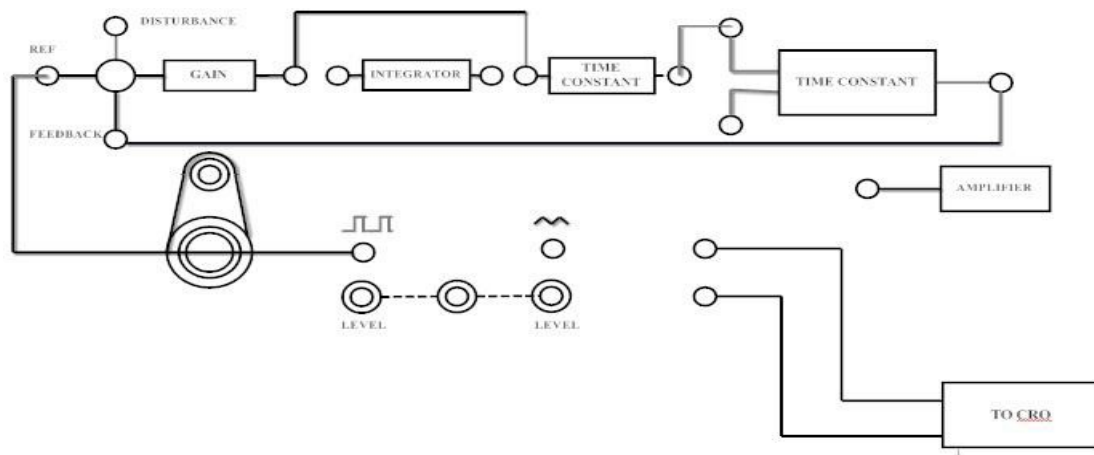 DISTURBANCE
REF
GAIN
INTEGRATOR
TIME
CONSTANT
TIME CONSTANT
FEEDBACK
AMPLIFIER
LEVEL
LEVEL
TO CRO